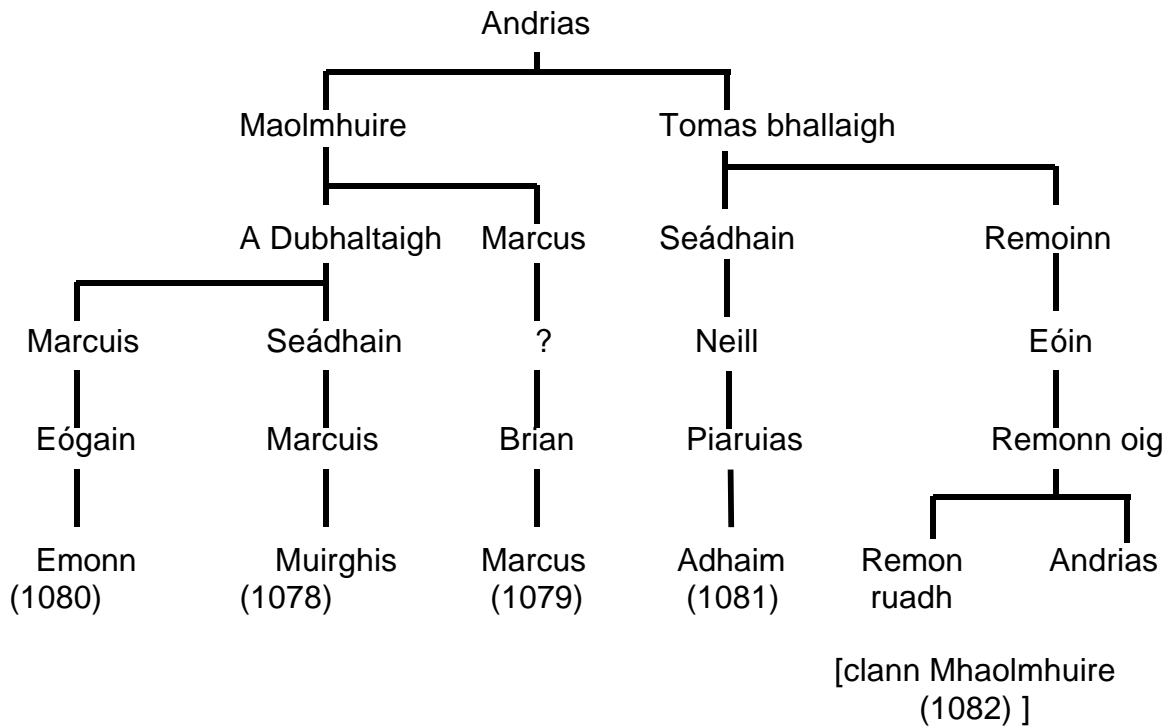 Andrias
Maolmhuire Tomas bhallaigh
A Dubhaltaigh Marcus Seádhain Remoinn
Marcuis Seádhain ? Neill Eóin
Eógain Marcuis Brian Piaruias Remonn oig
Emonn Muirghis Marcus Adhaim Remon Andrias
(1080) (1078) (1079) (1081) ruadh
[clann Mhaolmhuire
(1082) ]